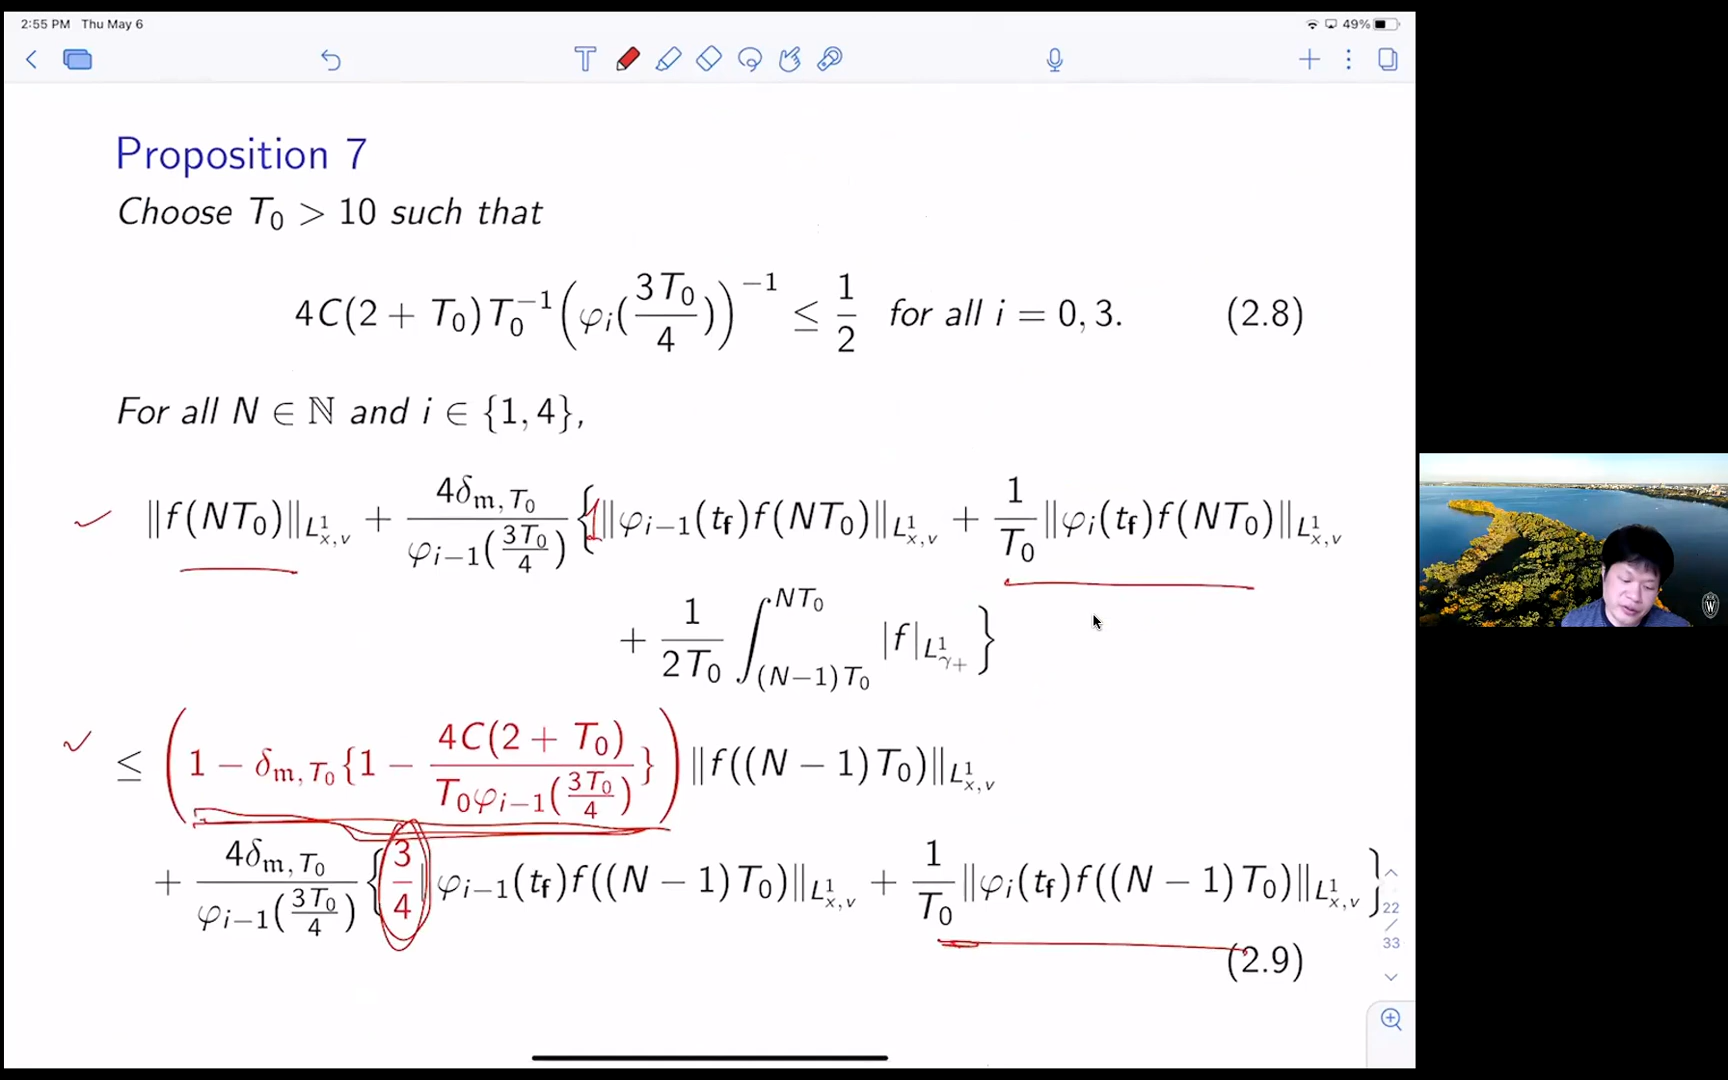 2:55 PM Thu May 6
49%
Proposition 7
Choose T₀ > 10 such that
4C(2 + T₀)T₀⁻¹(φᵢ(3T₀/4))⁻¹ ≤ 1/2 for all i = 0, 3. (2.8)
For all N ∈ ℕ and i ∈ {1, 4},
‖f(NT₀)‖_{L¹_{x,v}} + 4δ_{𝔪,T₀}/φ_{i−1}(3T₀/4) {1‖φ_{i−1}(t_f)f(NT₀)‖_{L¹_{x,v}} + 1/T₀ ‖φᵢ(t_f)f(NT₀)‖_{L¹_{x,v}}
+ 1/(2T₀) ∫_{(N−1)T₀}^{NT₀} |f|_{L¹_{γ+}}}
≤ (1 − δ_{𝔪,T₀}{1 − 4C(2 + T₀)/(T₀φ_{i−1}(3T₀/4))}) ‖f((N − 1)T₀)‖_{L¹_{x,v}}
+ 4δ_{𝔪,T₀}/φ_{i−1}(3T₀/4) {3/4 ‖φ_{i−1}(t_f)f((N − 1)T₀)‖_{L¹_{x,v}} + 1/T₀ ‖φᵢ(t_f)f((N − 1)T₀)‖_{L¹_{x,v}}}
(2.9)
22
/
33
W